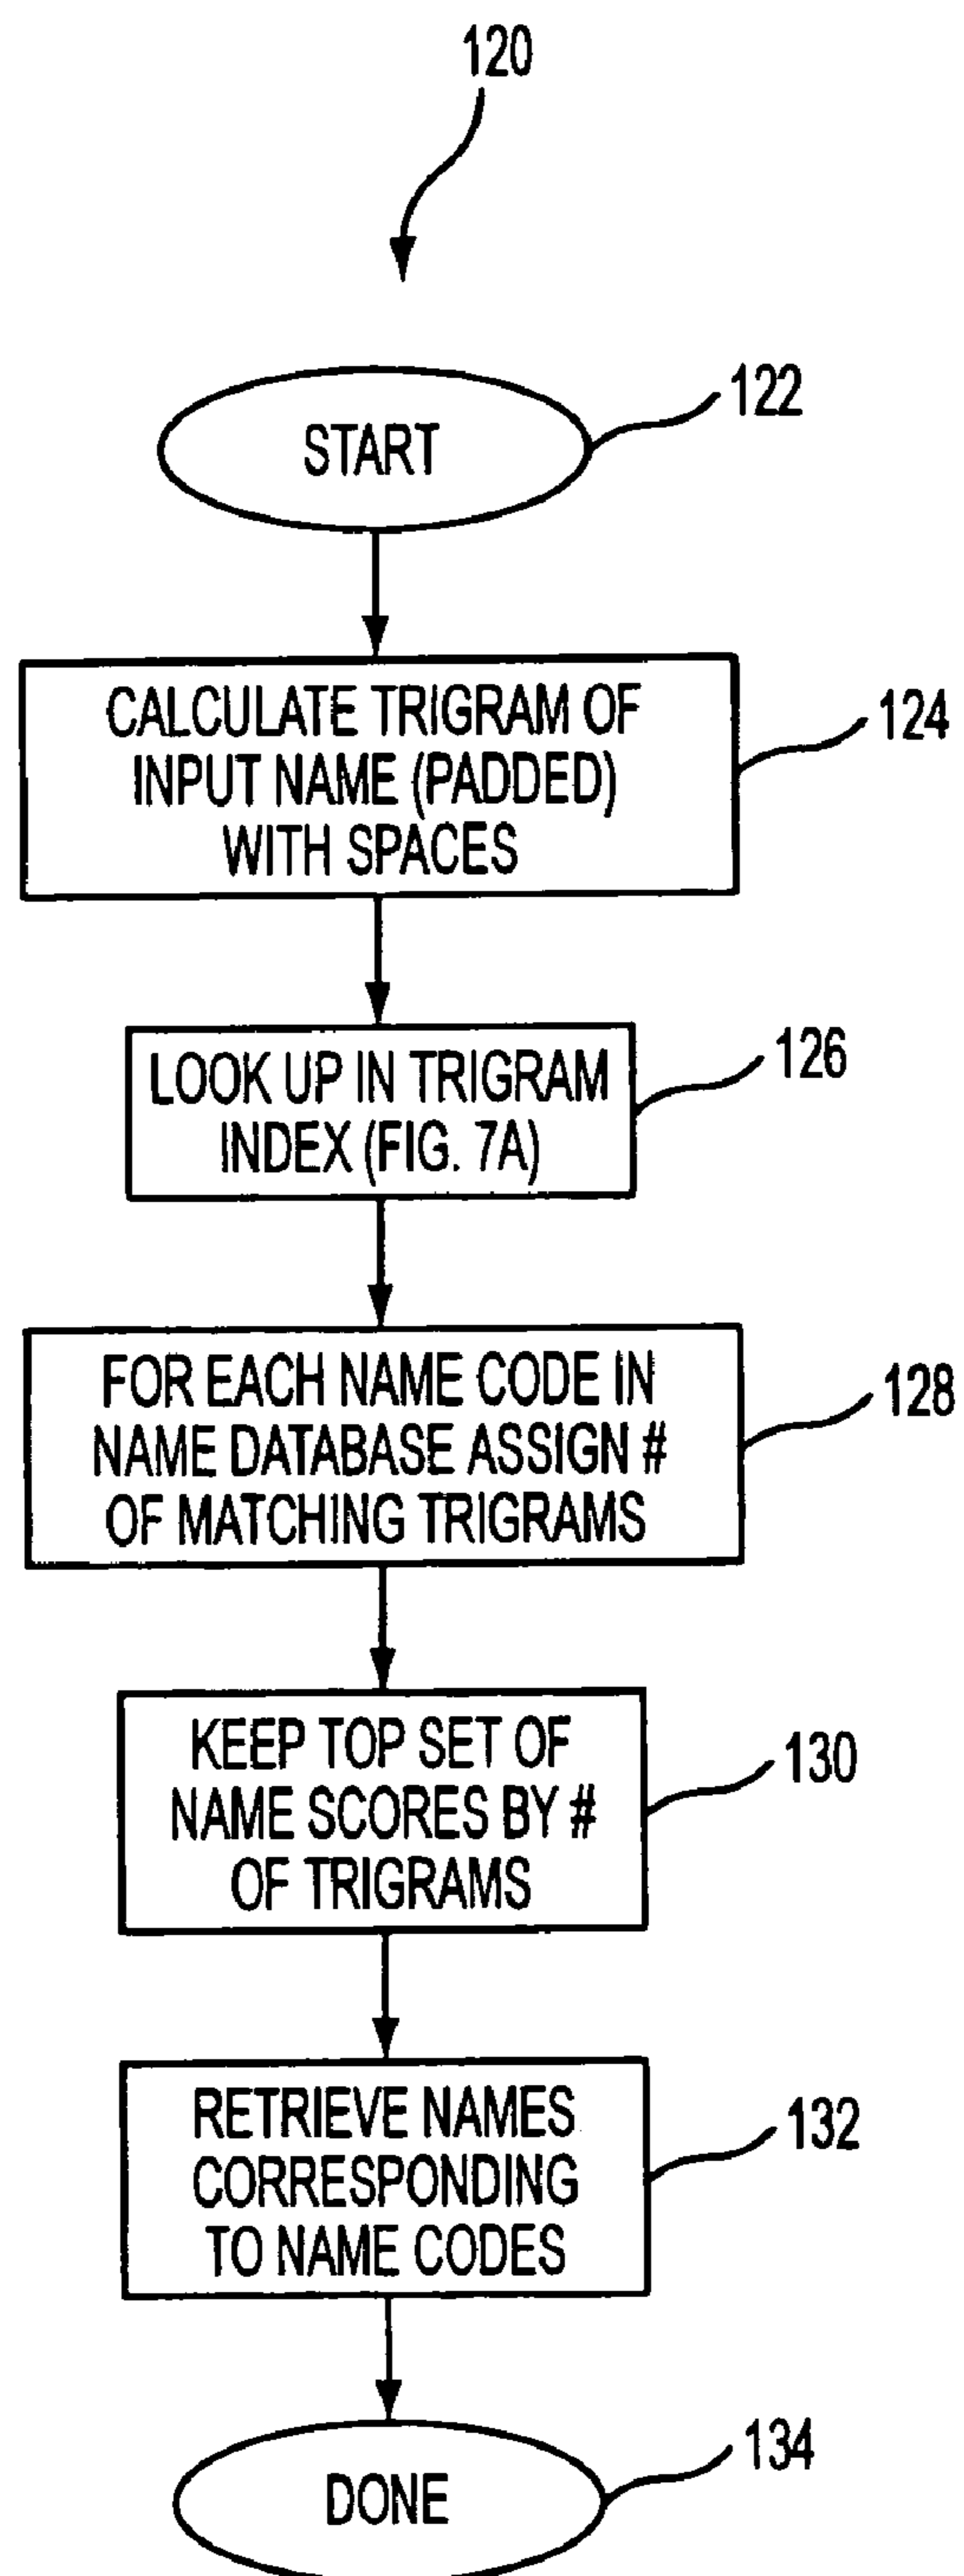 120
START
122
CALCULATE TRIGRAM OF
INPUT NAME (PADDED)
WITH SPACES
124
LOOK UP IN TRIGRAM
INDEX (FIG. 7A)
126
FOR EACH NAME CODE IN
NAME DATABASE ASSIGN #
OF MATCHING TRIGRAMS
128
KEEP TOP SET OF
NAME SCORES BY #
OF TRIGRAMS
130
RETRIEVE NAMES
CORRESPONDING
TO NAME CODES
132
DONE
134